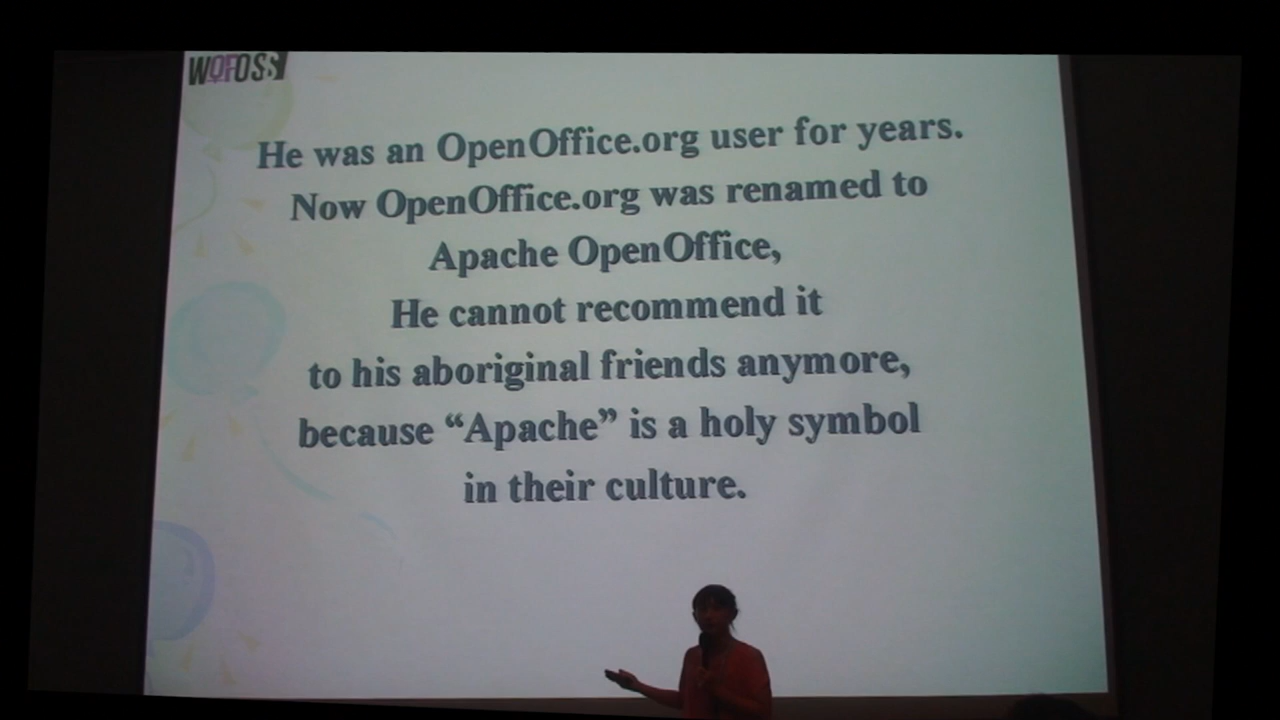 WOFOSS
He was an OpenOffice.org user for years.
Now OpenOffice.org was renamed to
Apache OpenOffice,
He cannot recommend it
to his aboriginal friends anymore,
because “Apache” is a holy symbol
in their culture.